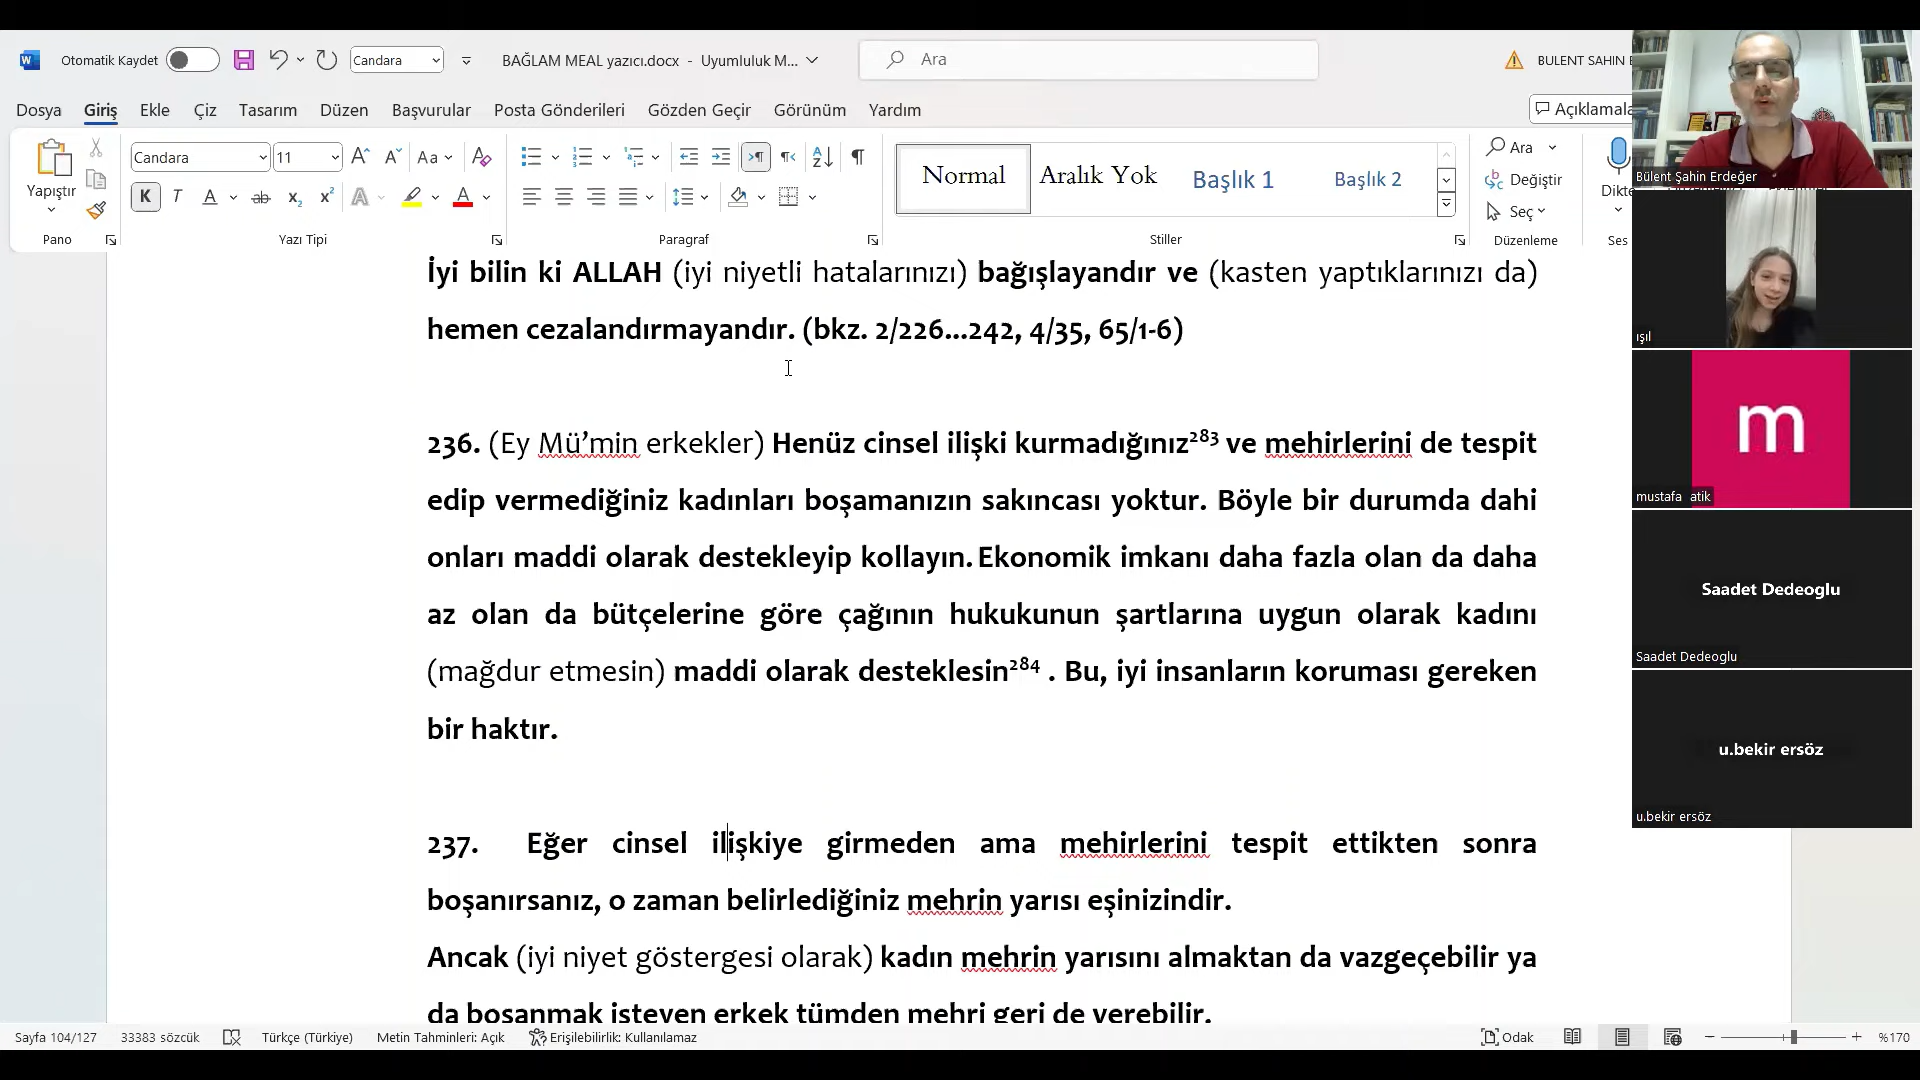 Otomatik Kaydet
Candara
BAĞLAM MEAL yazıcı.docx - Uyumluluk M...
Ara
BULENT SAHIN E
Dosya Giriş Ekle Çiz Tasarım Düzen Başvurular Posta Gönderileri Gözden Geçir Görünüm Yardım
Açıklamala
Yapıştır
Candara 11
Normal Aralık Yok Başlık 1 Başlık 2
Ara
Değiştir
Seç
Dikte
Pano Yazı Tipi Paragraf Stiller Düzenleme Ses
İyi bilin ki ALLAH (iyi niyetli hatalarınızı) bağışlayandır ve (kasten yaptıklarınızı da)
hemen cezalandırmayandır. (bkz. 2/226...242, 4/35, 65/1-6)
236. (Ey Mü'min erkekler) Henüz cinsel ilişki kurmadığınız²⁸³ ve mehirlerini de tespit
edip vermediğiniz kadınları boşamanızın sakıncası yoktur. Böyle bir durumda dahi
onları maddi olarak destekleyip kollayın. Ekonomik imkanı daha fazla olan da daha
az olan da bütçelerine göre çağının hukukunun şartlarına uygun olarak kadını
(mağdur etmesin) maddi olarak desteklesin²⁸⁴ . Bu, iyi insanların koruması gereken
bir haktır.
237. Eğer cinsel ilişkiye girmeden ama mehirlerini tespit ettikten sonra
boşanırsanız, o zaman belirlediğiniz mehrin yarısı eşinizindir.
Ancak (iyi niyet göstergesi olarak) kadın mehrin yarısını almaktan da vazgeçebilir ya
da boşanmak isteyen erkek tümden mehri geri de verebilir.
Bülent Şahin Erdeğer
ışıl
m
mustafa atik
Saadet Dedeoglu
Saadet Dedeoglu
u.bekir ersöz
u.bekir ersöz
Sayfa 104/127 33383 sözcük Türkçe (Türkiye) Metin Tahminleri: Açık Erişilebilirlik: Kullanılamaz Odak %170